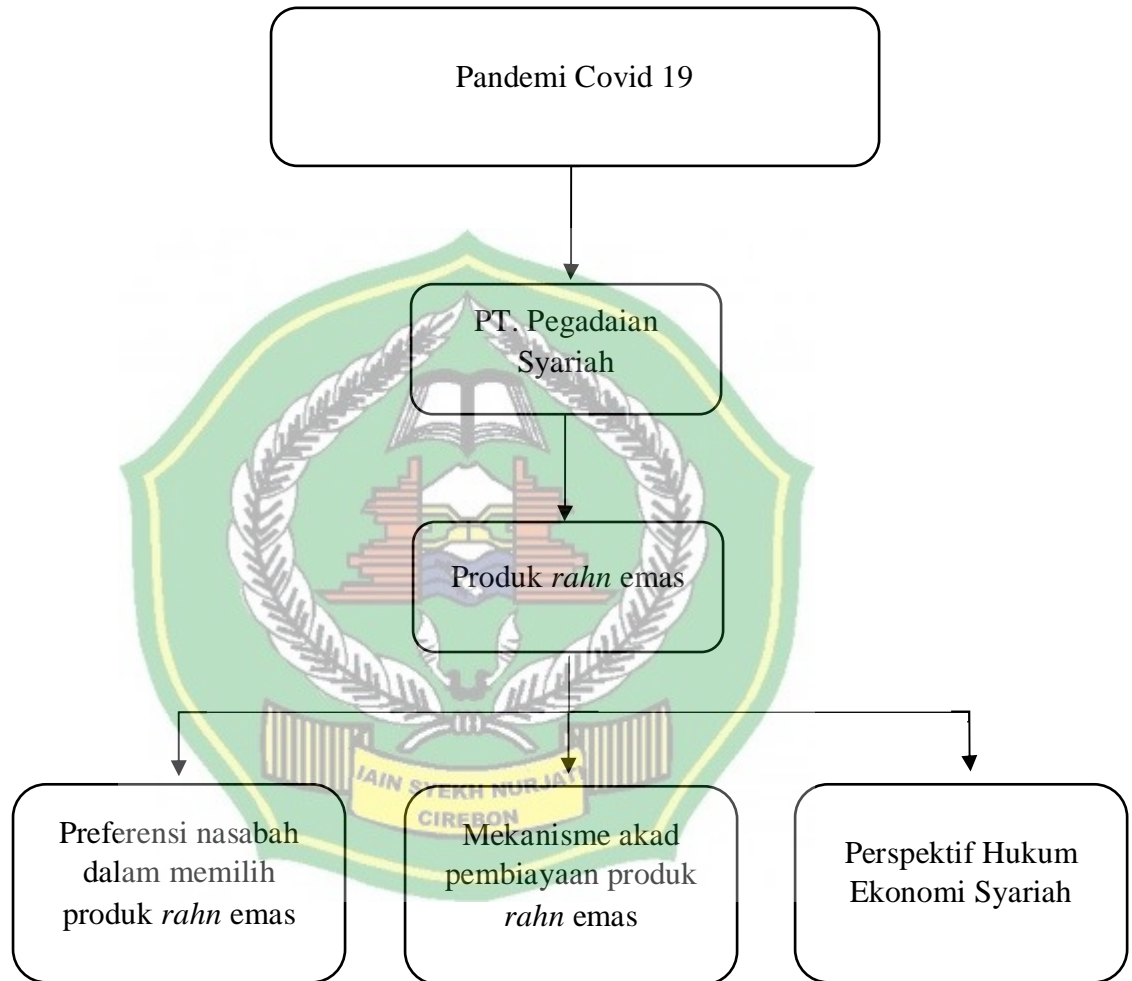 Pandemi Covid 19
PT. Pegadaian
Syariah
Produk rahn emas
IAIN SYEKH NURJATI
CIREBON
Preferensi nasabah
dalam memilih
produk rahn emas
Mekanisme akad
pembiayaan produk
rahn emas
Perspektif Hukum
Ekonomi Syariah